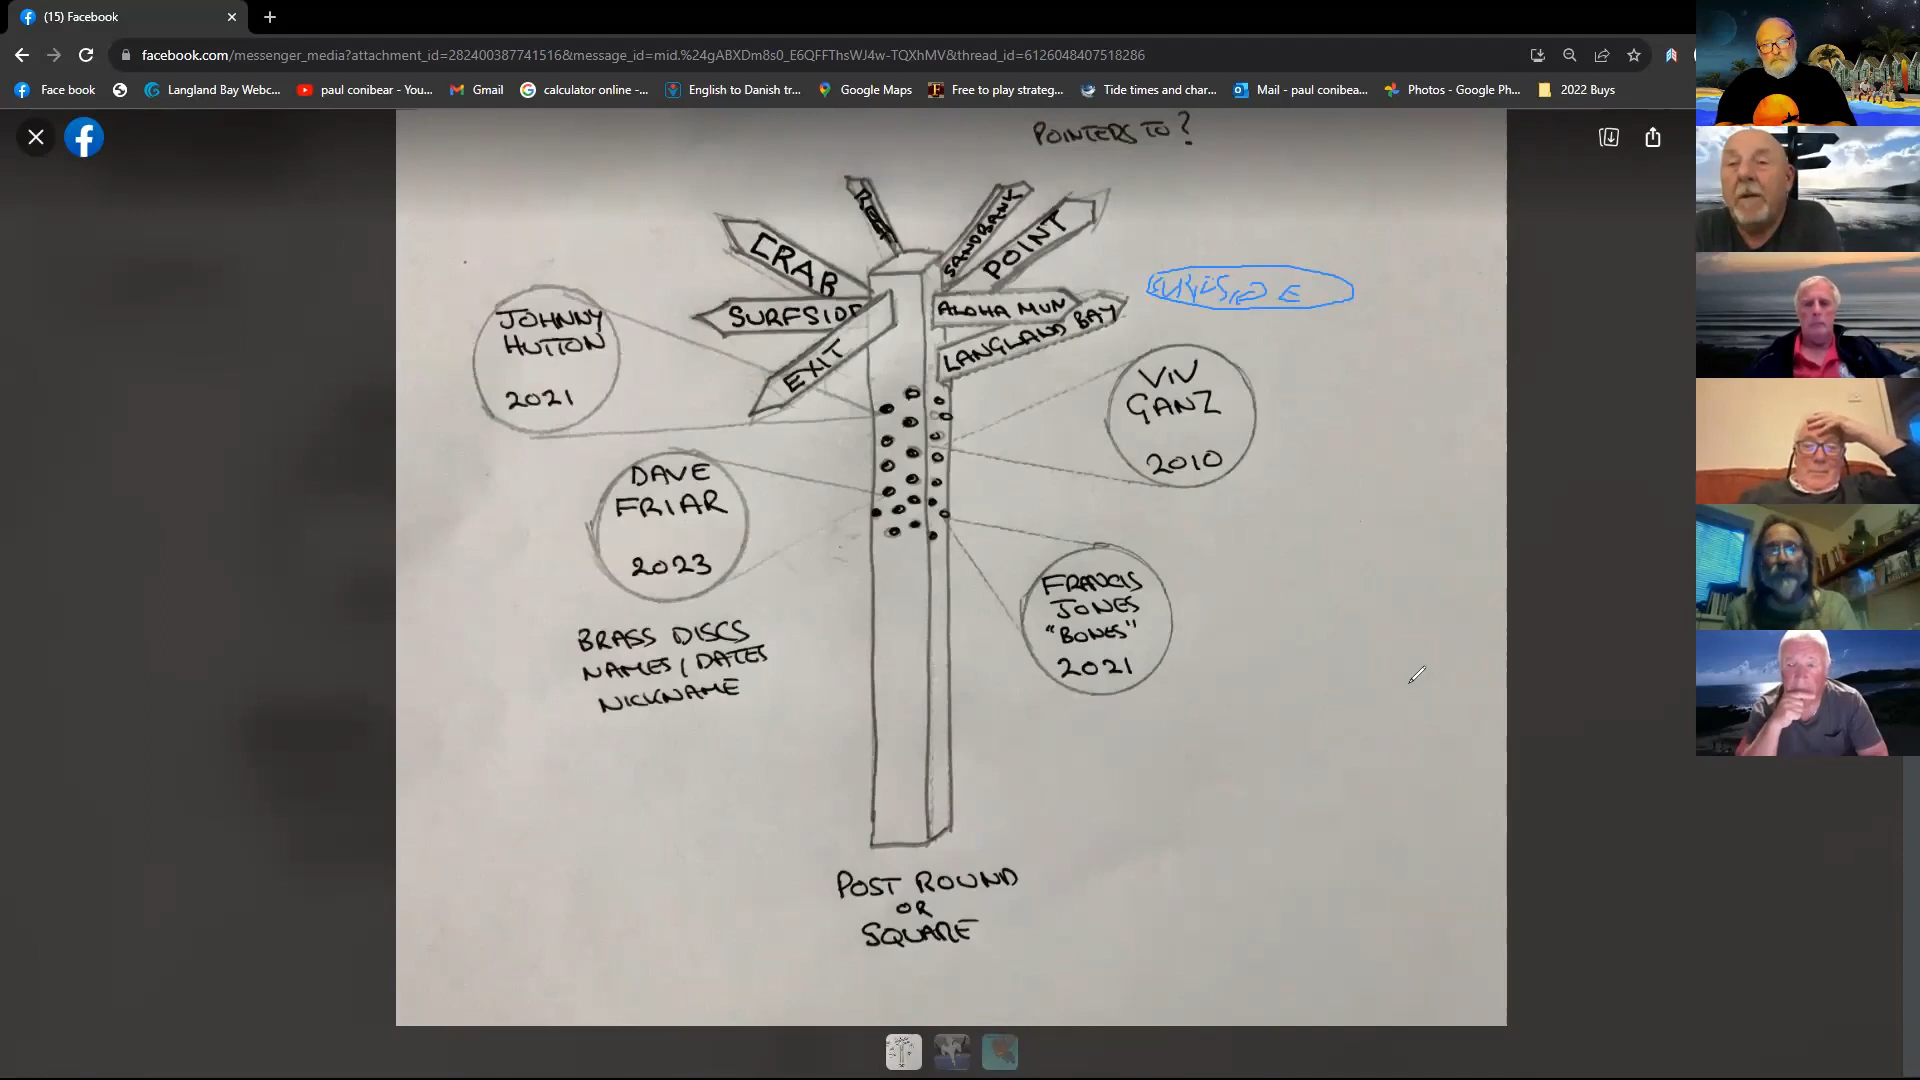 (15) Facebook
facebook.com/messenger_media?attachment_id=282400387741516&message_id=mid.%24gABXDm8s0_E6QFFThsWJ4w-TQXhMV&thread_id=6126048407518286
Face book
Langland Bay Webc...
paul conibear - You...
Gmail
calculator online -...
English to Danish tr...
Google Maps
Free to play strateg...
Tide times and char...
Mail - paul conibea...
Photos - Google Ph...
2022 Buys
POINTERS TO?
REEF
SANDBANK
CRAB
POINT
SURFSIDE
ALOHA MUN
LANGLAND BAY
EXIT
JOHNNY
HUTTON
2021
VIV
GANZ
2010
DAVE
FRIAR
2023
FRANCIS
JONES
"BONES"
2021
BRASS DISCS
NAMES / DATES
NICKNAME
POST ROUND
OR
SQUARE